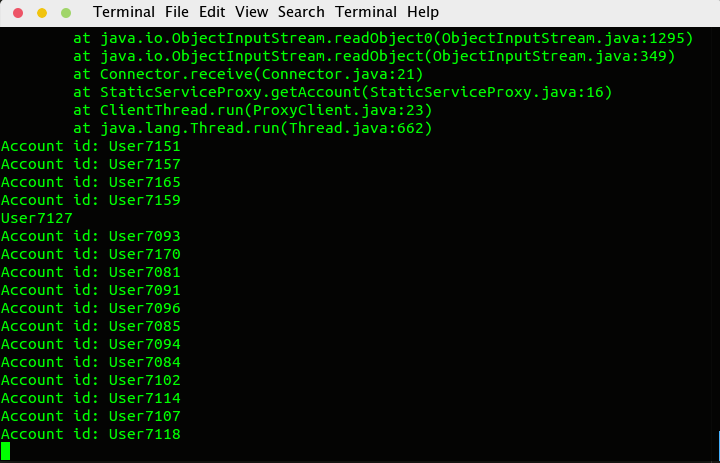 Terminal File Edit View Search Terminal Help
at java.io.ObjectInputStream.readObject0(ObjectInputStream.java:1295)
at java.io.ObjectInputStream.readObject(ObjectInputStream.java:349)
at Connector.receive(Connector.java:21)
at StaticServiceProxy.getAccount(StaticServiceProxy.java:16)
at ClientThread.run(ProxyClient.java:23)
at java.lang.Thread.run(Thread.java:662)
Account id: User7151
Account id: User7157
Account id: User7165
Account id: User7159
User7127
Account id: User7093
Account id: User7170
Account id: User7081
Account id: User7091
Account id: User7096
Account id: User7085
Account id: User7094
Account id: User7084
Account id: User7102
Account id: User7114
Account id: User7107
Account id: User7118